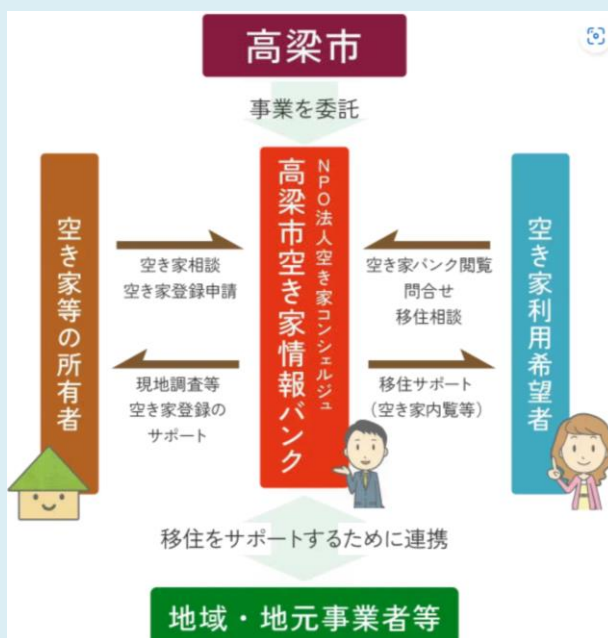 高梁市
事業を委託
空き家等の所有者
空き家相談
空き家登録申請
現地調査等
空き家登録の
サポート
NPO法人空き家コンシェルジュ
高梁市空き家情報バンク
空き家バンク閲覧
問合せ
移住相談
移住サポート
(空き家内覧等)
空き家利用希望者
移住をサポートするために連携
地域・地元事業者等